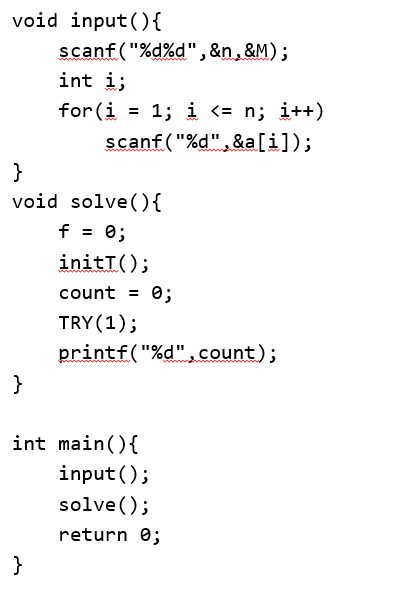 void input(){
    scanf("%d%d",&n,&M);
    int i;
    for(i = 1; i <= n; i++)
        scanf("%d",&a[i]);
}
void solve(){
    f = 0;
    initT();
    count = 0;
    TRY(1);
    printf("%d",count);
}

int main(){
    input();
    solve();
    return 0;
}